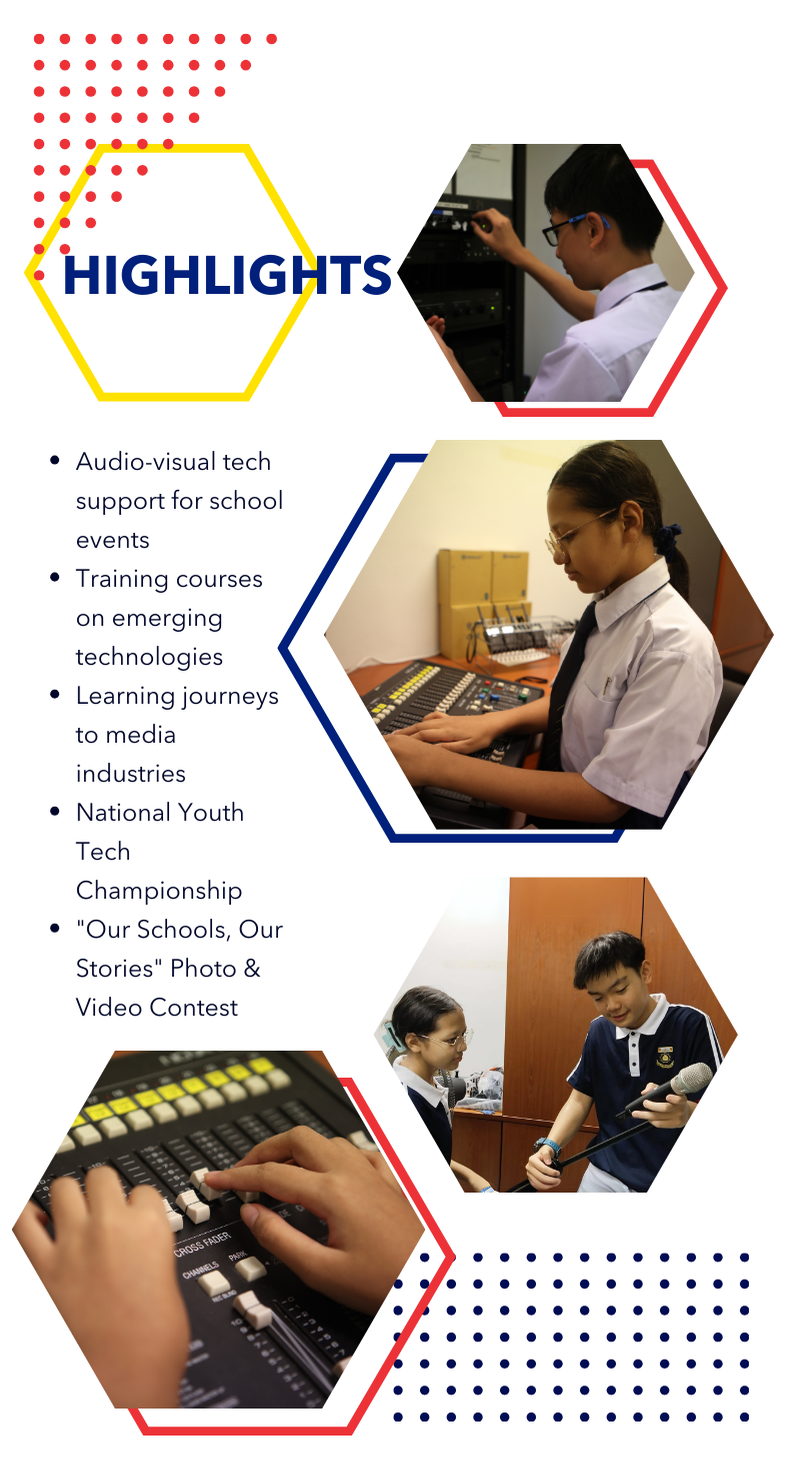 HIGHLIGHTS
• Audio-visual tech
support for school
events
• Training courses
on emerging
technologies
• Learning journeys
to media
industries
• National Youth
Tech
Championship
• "Our Schools, Our
Stories" Photo &
Video Contest
CROSS FADER
CHANNELS
PARK